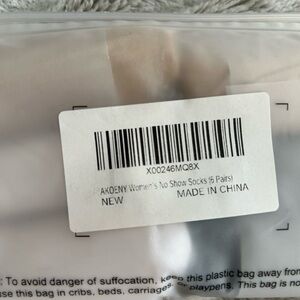 X00246MQ8X
AKOENY Women's No Show Socks (6 Pairs)
NEW MADE IN CHINA
: To avoid danger of suffocation, keep this plastic bag away from
use this bag in cribs, beds, carriages, or playpens. This bag is no